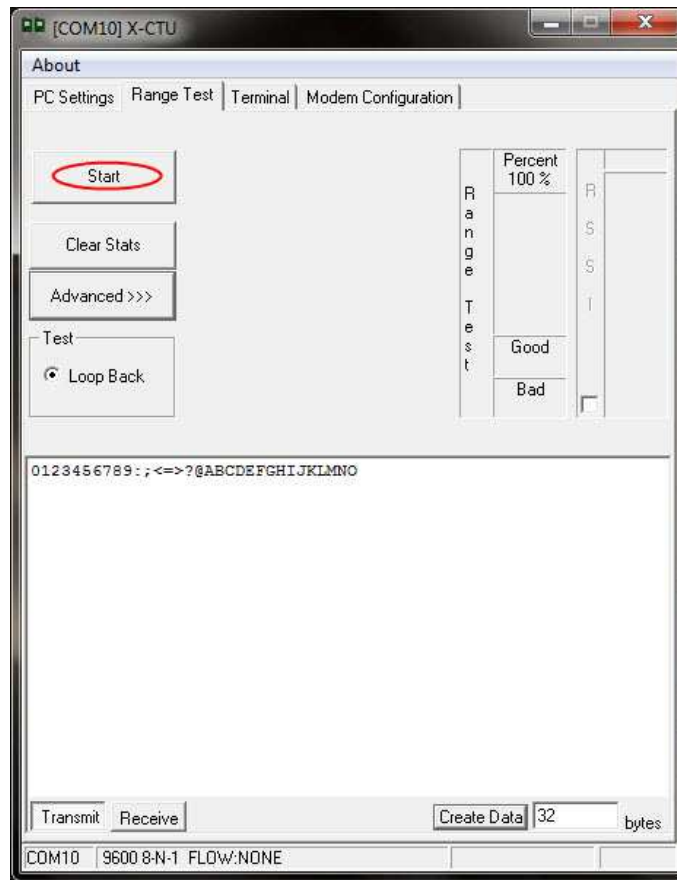 [COM10] X-CTU
About
PC Settings Range Test Terminal Modem Configuration
Start
Clear Stats
Advanced >>>
Test
Loop Back
Range Test
Percent
100 %
Good
Bad
RSSI
0123456789:;<=>?@ABCDEFGHIJKLMNO
Transmit Receive Create Data 32 bytes
COM10 9600 8-N-1 FLOW:NONE